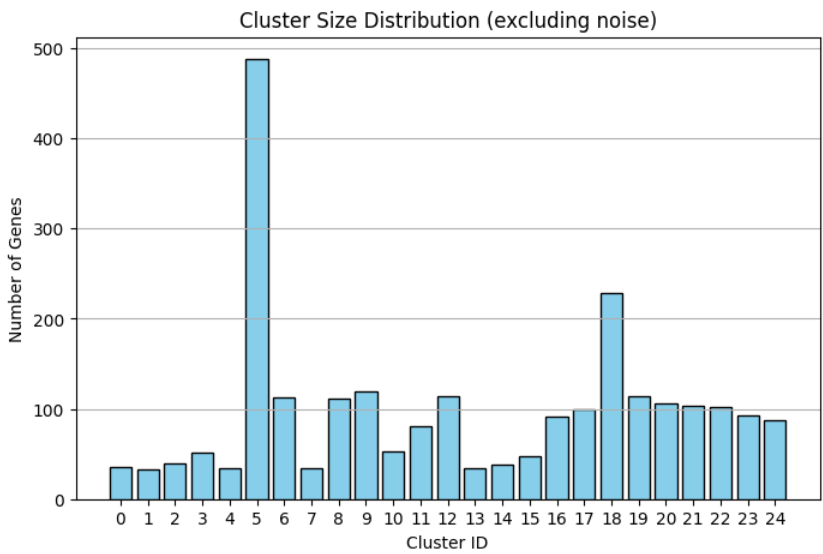 Cluster Size Distribution (excluding noise)
500
400
300
200
100
0
Number of Genes
0 1 2 3 4 5 6 7 8 9 10 11 12 13 14 15 16 17 18 19 20 21 22 23 24
Cluster ID